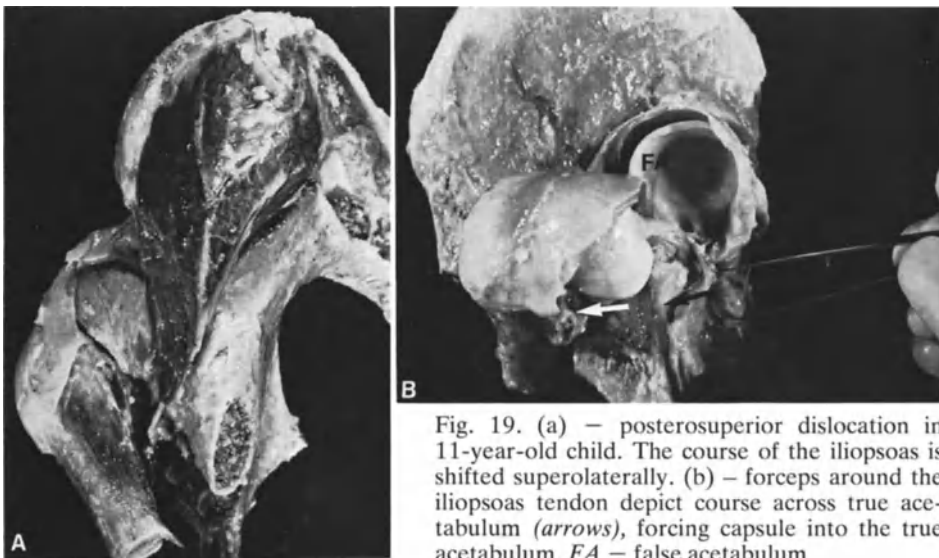 A
F
B
Fig. 19. (a) – posterosuperior dislocation in
11-year-old child. The course of the iliopsoas is
shifted superolaterally. (b) – forceps around the
iliopsoas tendon depict course across true ace-
tabulum (arrows), forcing capsule into the true
acetabulum. FA – false acetabulum